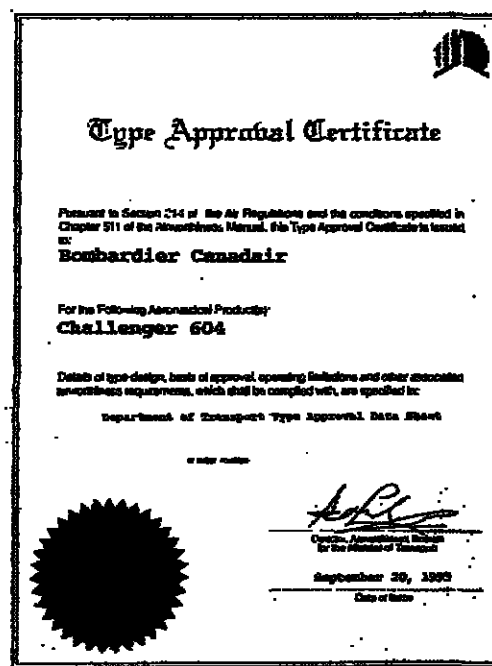 Type Approval Certificate
Pursuant to Section 214 of the Air Regulations and the conditions specified in
Chapter 511 of the Airworthiness Manual, this Type Approval Certificate is issued
to:
Bombardier Canadair
For the Following Aeronautical Product(s)
Challenger 604
Details of type design, basis of approval, operating limitations and other associated
airworthiness requirements, which shall be complied with, are specified in:
Department of Transport Type Approval Data Sheet
for the Minister of Transport
September 20, 1995
Date of Issue